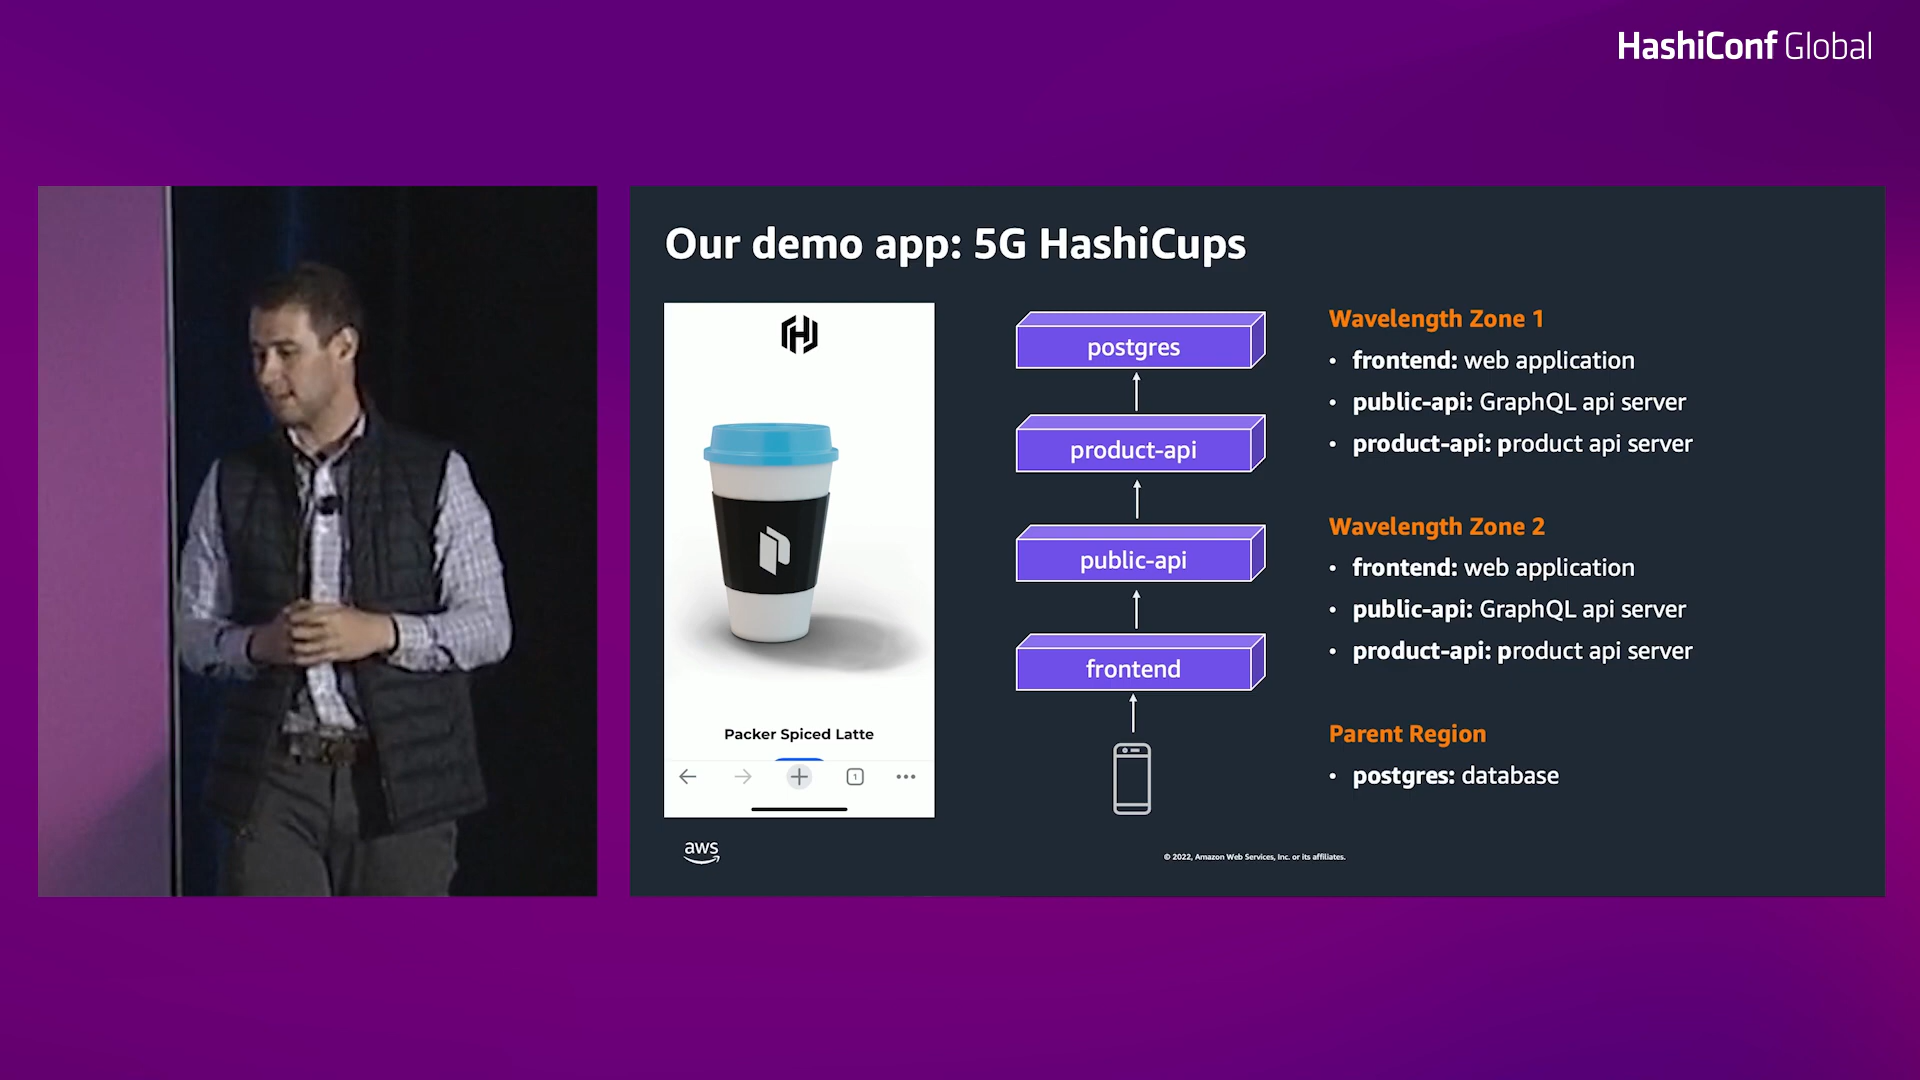 HashiConf Global
Our demo app: 5G HashiCups
Packer Spiced Latte
1
aws
postgres
product-api
public-api
frontend
Wavelength Zone 1
• frontend: web application
• public-api: GraphQL api server
• product-api: product api server
Wavelength Zone 2
• frontend: web application
• public-api: GraphQL api server
• product-api: product api server
Parent Region
• postgres: database
© 2022, Amazon Web Services, Inc. or its affiliates.